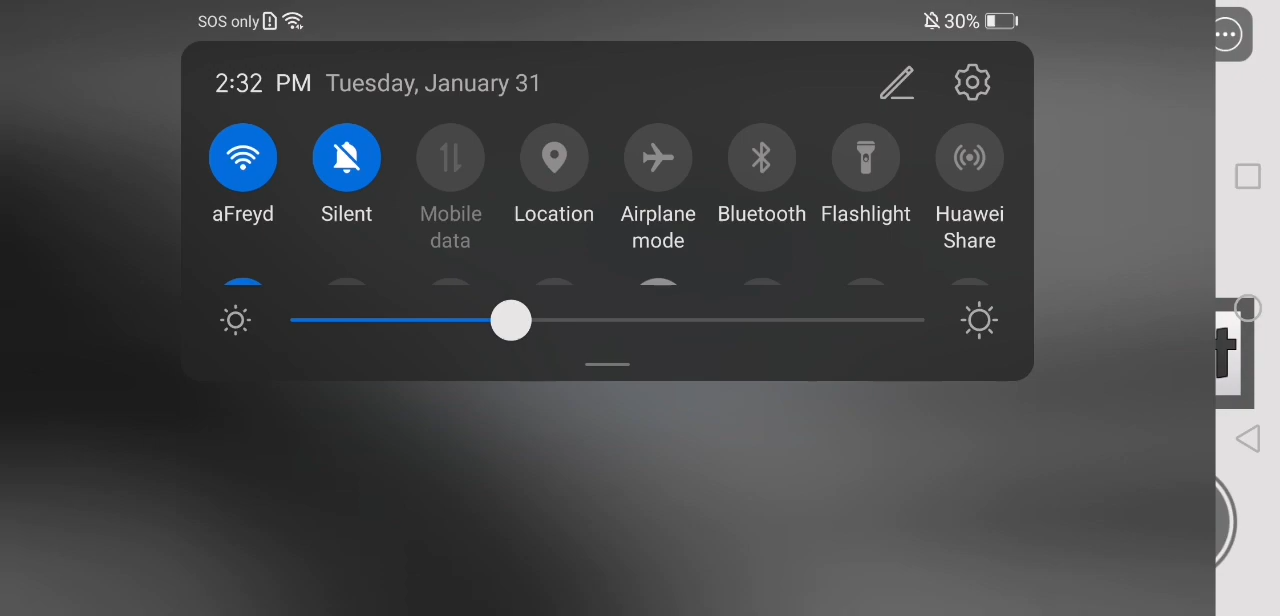 SOS only
30%
2:32 PM Tuesday, January 31
aFreyd
Silent
Mobile data
Location
Airplane mode
Bluetooth
Flashlight
Huawei Share
t